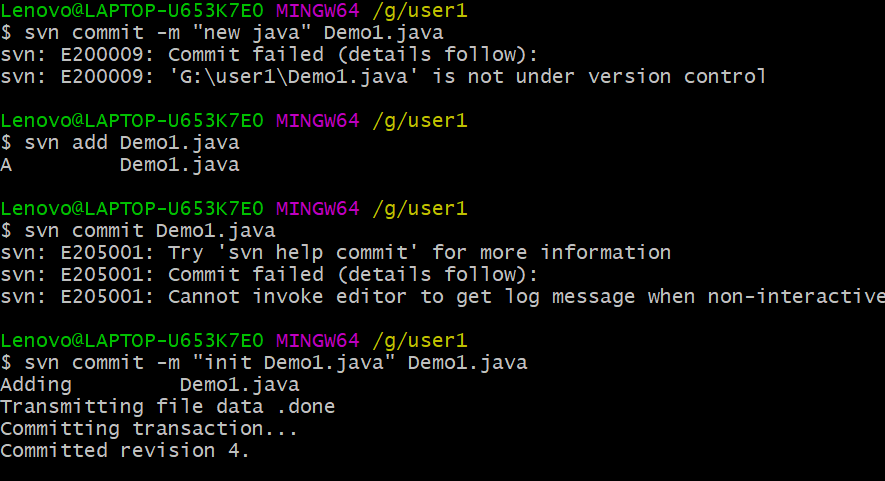 Lenovo@LAPTOP-U653K7E0 MINGW64 /g/user1
$ svn commit -m "new java" Demo1.java
svn: E200009: Commit failed (details follow):
svn: E200009: 'G:\user1\Demo1.java' is not under version control
Lenovo@LAPTOP-U653K7E0 MINGW64 /g/user1
$ svn add Demo1.java
A         Demo1.java
Lenovo@LAPTOP-U653K7E0 MINGW64 /g/user1
$ svn commit Demo1.java
svn: E205001: Try 'svn help commit' for more information
svn: E205001: Commit failed (details follow):
svn: E205001: Cannot invoke editor to get log message when non-interactive
Lenovo@LAPTOP-U653K7E0 MINGW64 /g/user1
$ svn commit -m "init Demo1.java" Demo1.java
Adding         Demo1.java
Transmitting file data .done
Committing transaction...
Committed revision 4.